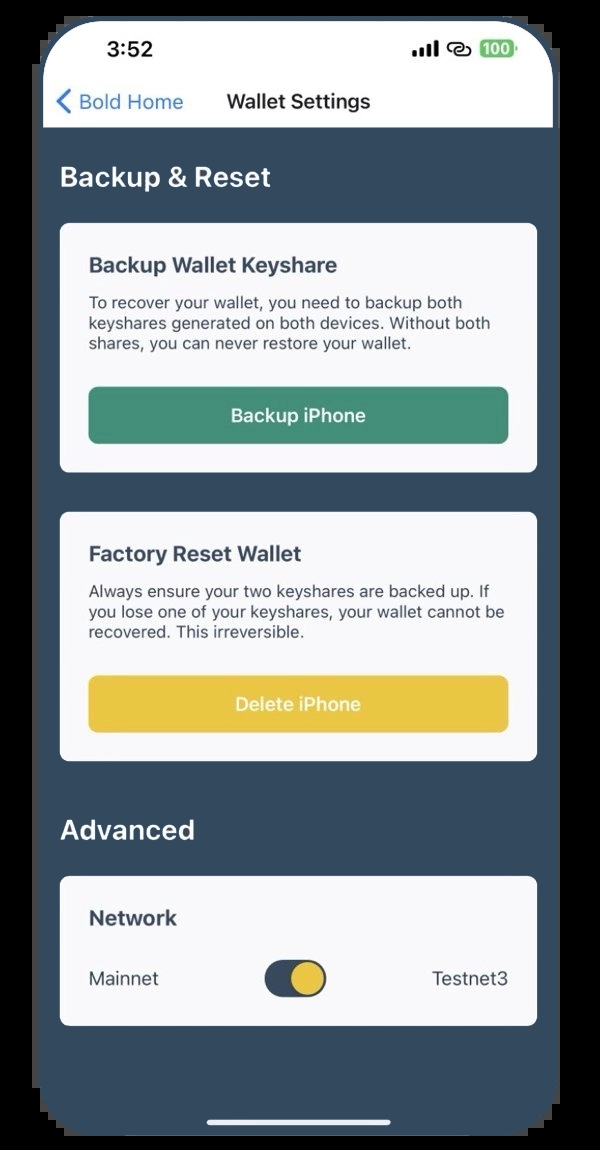 3:52
100
Bold Home
Wallet Settings
Backup & Reset
Backup Wallet Keyshare
To recover your wallet, you need to backup both
keyshares generated on both devices. Without both
shares, you can never restore your wallet.
Backup iPhone
Factory Reset Wallet
Always ensure your two keyshares are backed up. If
you lose one of your keyshares, your wallet cannot be
recovered. This irreversible.
Delete iPhone
Advanced
Network
Mainnet
Testnet3